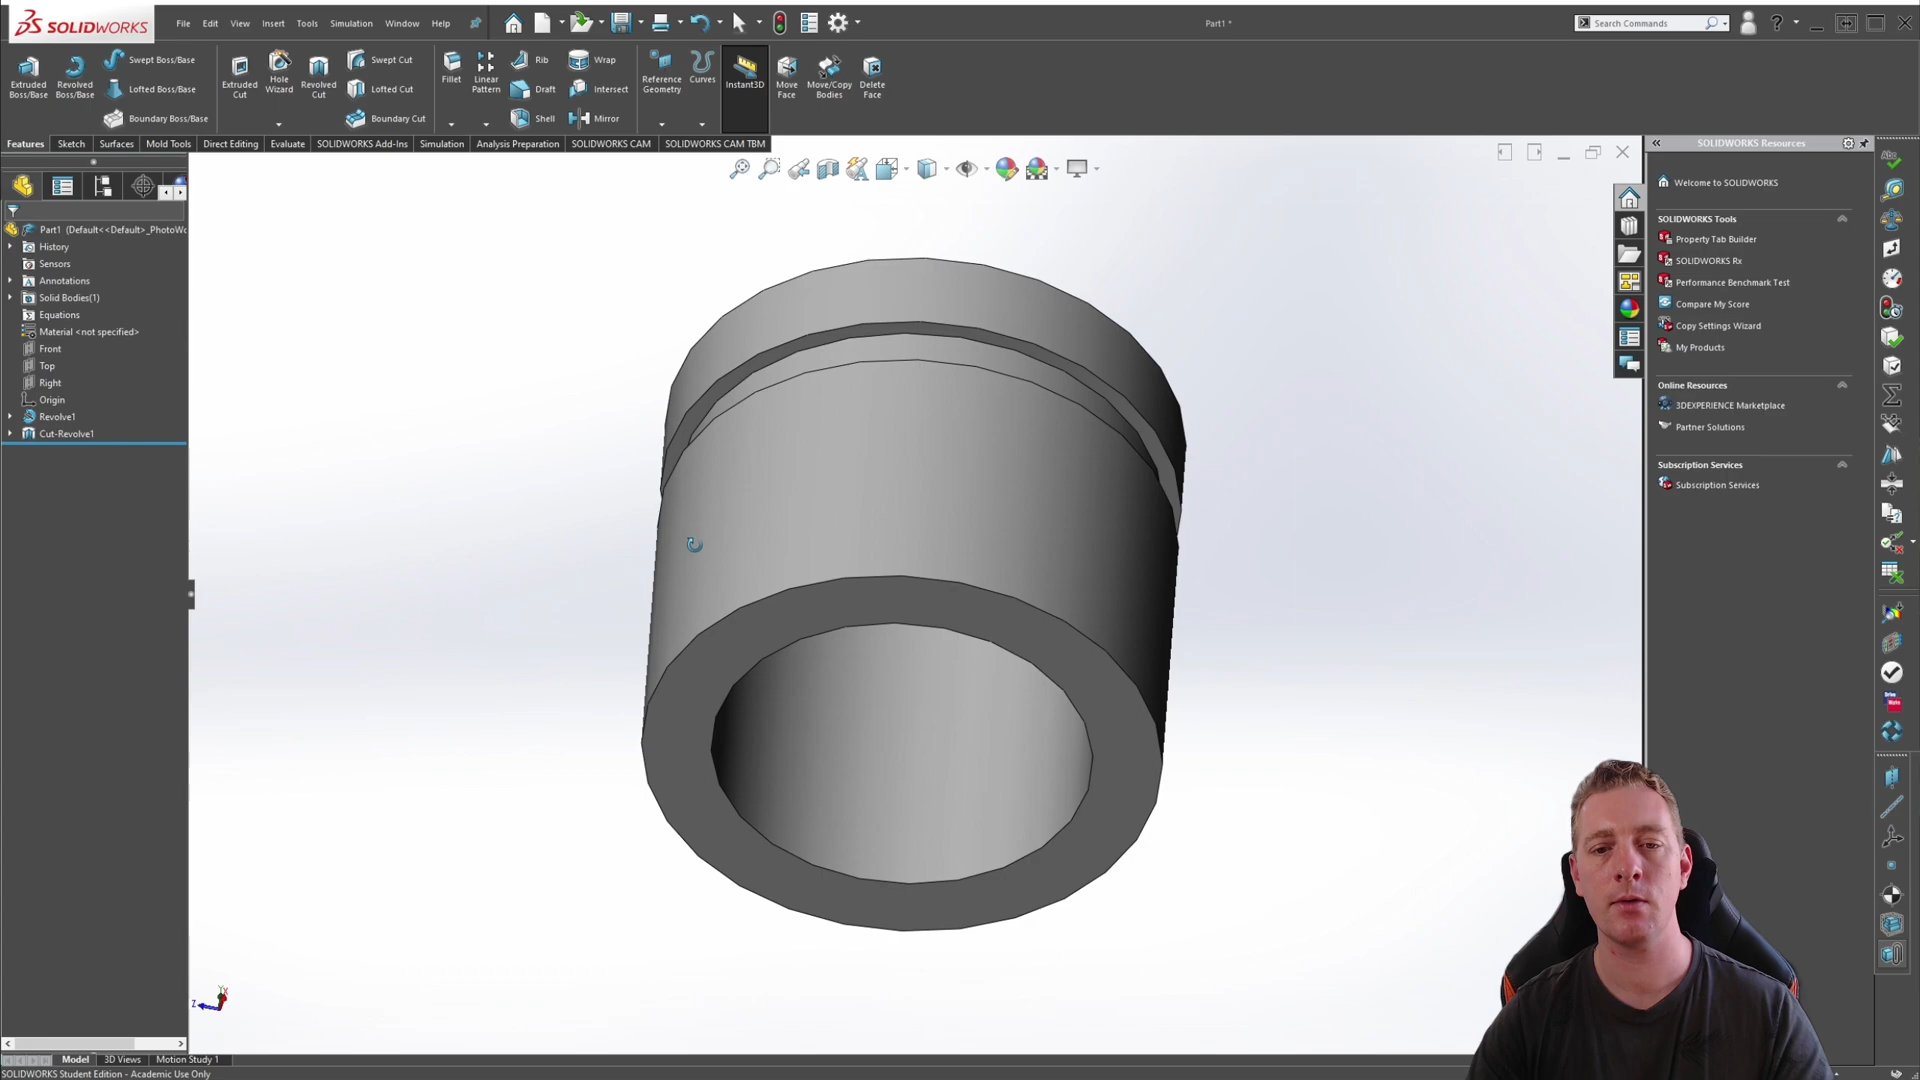 SOLIDWORKS
File Edit View Insert Tools Simulation Window Help
Part1 *
Search Commands
Extruded Boss/Base
Revolved Boss/Base
Swept Boss/Base
Lofted Boss/Base
Boundary Boss/Base
Extruded Cut
Hole Wizard
Revolved Cut
Swept Cut
Lofted Cut
Boundary Cut
Fillet
Linear Pattern
Rib
Draft
Shell
Wrap
Intersect
Mirror
Reference Geometry
Curves
Instant3D
Move Face
Move/Copy Bodies
Delete Face
Features Sketch Surfaces Mold Tools Direct Editing Evaluate SOLIDWORKS Add-Ins Simulation Analysis Preparation SOLIDWORKS CAM SOLIDWORKS CAM TBM
Part1 (Default<<Default>_PhotoWo
History
Sensors
Annotations
Solid Bodies(1)
Equations
Material <not specified>
Front
Top
Right
Origin
Revolve1
Cut-Revolve1
SOLIDWORKS Resources
Welcome to SOLIDWORKS
SOLIDWORKS Tools
Property Tab Builder
SOLIDWORKS Rx
Performance Benchmark Test
Compare My Score
Copy Settings Wizard
My Products
Online Resources
3DEXPERIENCE Marketplace
Partner Solutions
Subscription Services
Subscription Services
Z
Y
X
Model 3D Views Motion Study 1
SOLIDWORKS Student Edition - Academic Use Only